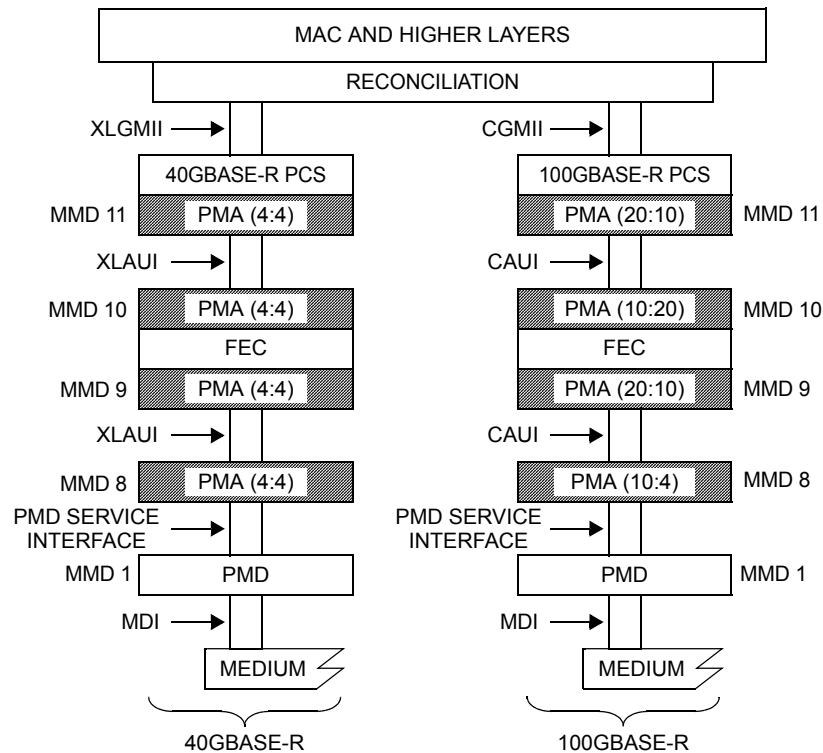 MAC AND HIGHER LAYERS
RECONCILIATION
XLGMII
CGMII
40GBASE-R PCS
100GBASE-R PCS
MMD 11
PMA (4:4)
PMA (20:10)
MMD 11
XLAUI
CAUI
MMD 10
PMA (4:4)
PMA (10:20)
MMD 10
FEC
FEC
MMD 9
PMA (4:4)
PMA (20:10)
MMD 9
XLAUI
CAUI
MMD 8
PMA (4:4)
PMA (10:4)
MMD 8
PMD SERVICE
INTERFACE
PMD SERVICE
INTERFACE
MMD 1
PMD
PMD
MMD 1
MDI
MDI
MEDIUM
MEDIUM
40GBASE-R
100GBASE-R